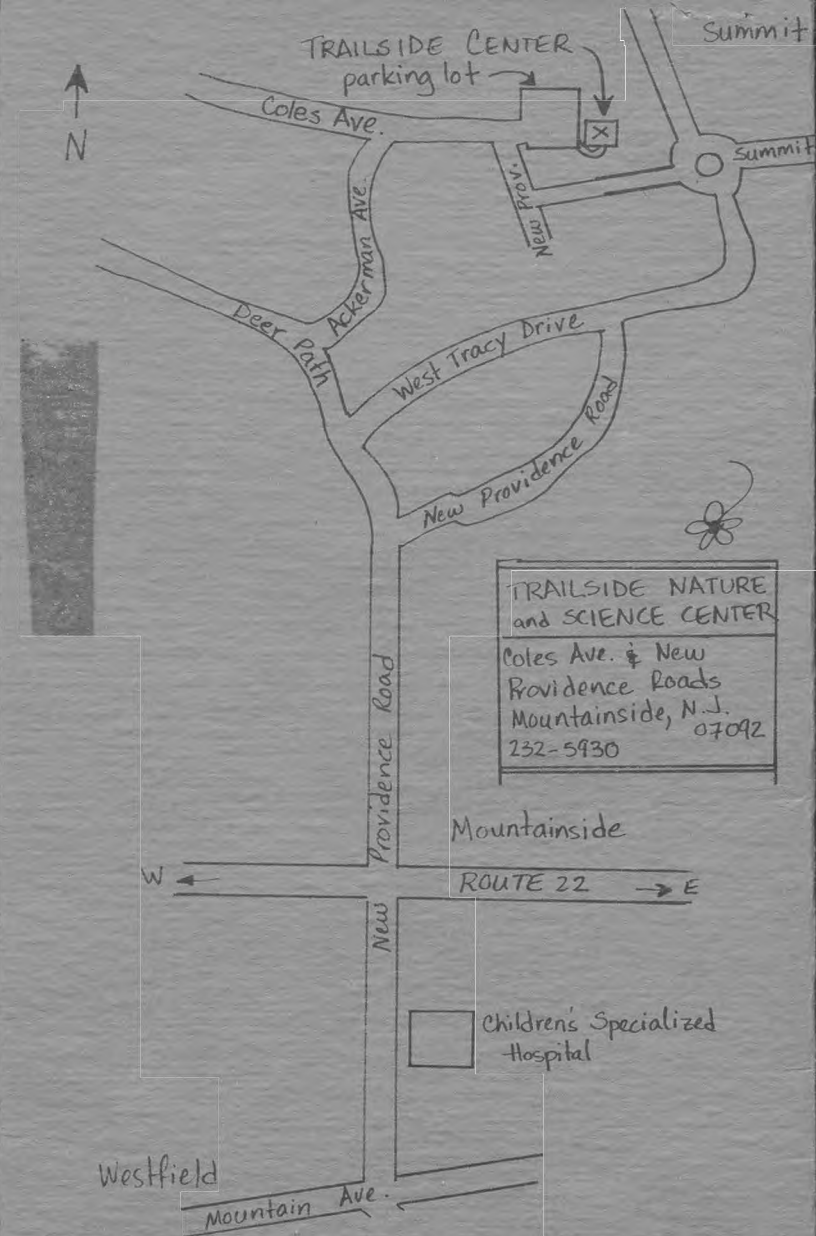 Summit
TRAILSIDE CENTER
parking lot
N
Coles Ave.
X
Summit
New Prov.
Ackerman Ave.
Deer Path
West Tracy Drive
New Providence Road
TRAILSIDE NATURE
and SCIENCE CENTER
Coles Ave. & New
Providence Roads
Mountainside, N.J.
07092
232-5930
New Providence Road
Mountainside
W
ROUTE 22
E
Children's Specialized
Hospital
Westfield
Mountain Ave.